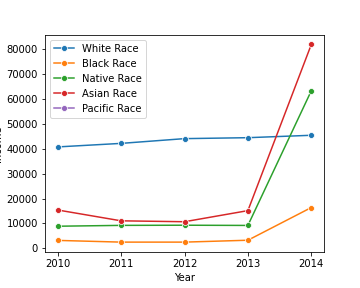 White Race
Black Race
Native Race
Asian Race
Pacific Race
80000
70000
60000
50000
40000
30000
20000
10000
0
2010 2011 2012 2013 2014
Year